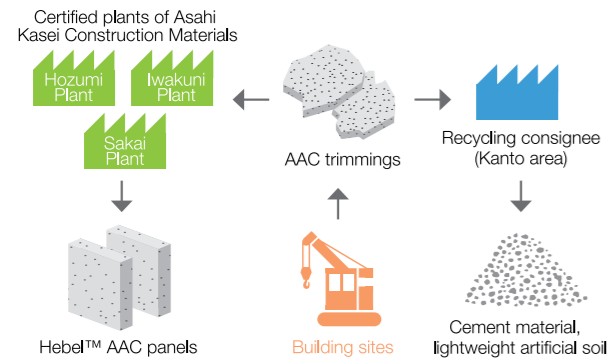 Certified plants of Asahi
Kasei Construction Materials
Hozumi
Plant
Iwakuni
Plant
Sakai
Plant
AAC trimmings
Recycling consignee
(Kanto area)
Hebel™ AAC panels
Building sites
Cement material,
lightweight artificial soil